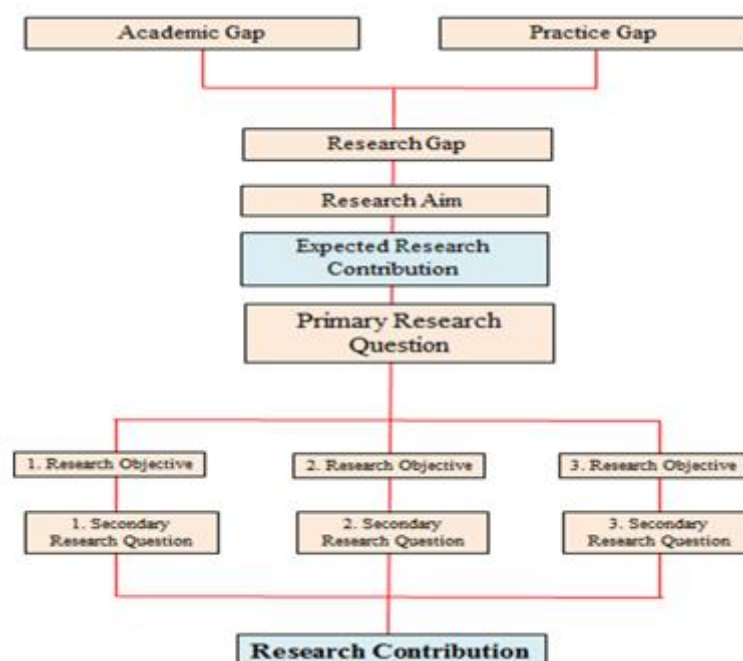 Academic Gap
Practice Gap
Research Gap
Research Aim
Expected Research
Contribution
Primary Research
Question
1. Research Objective
2. Research Objective
3. Research Objective
1. Secondary
Research Question
2. Secondary
Research Question
3. Secondary
Research Question
Research Contribution